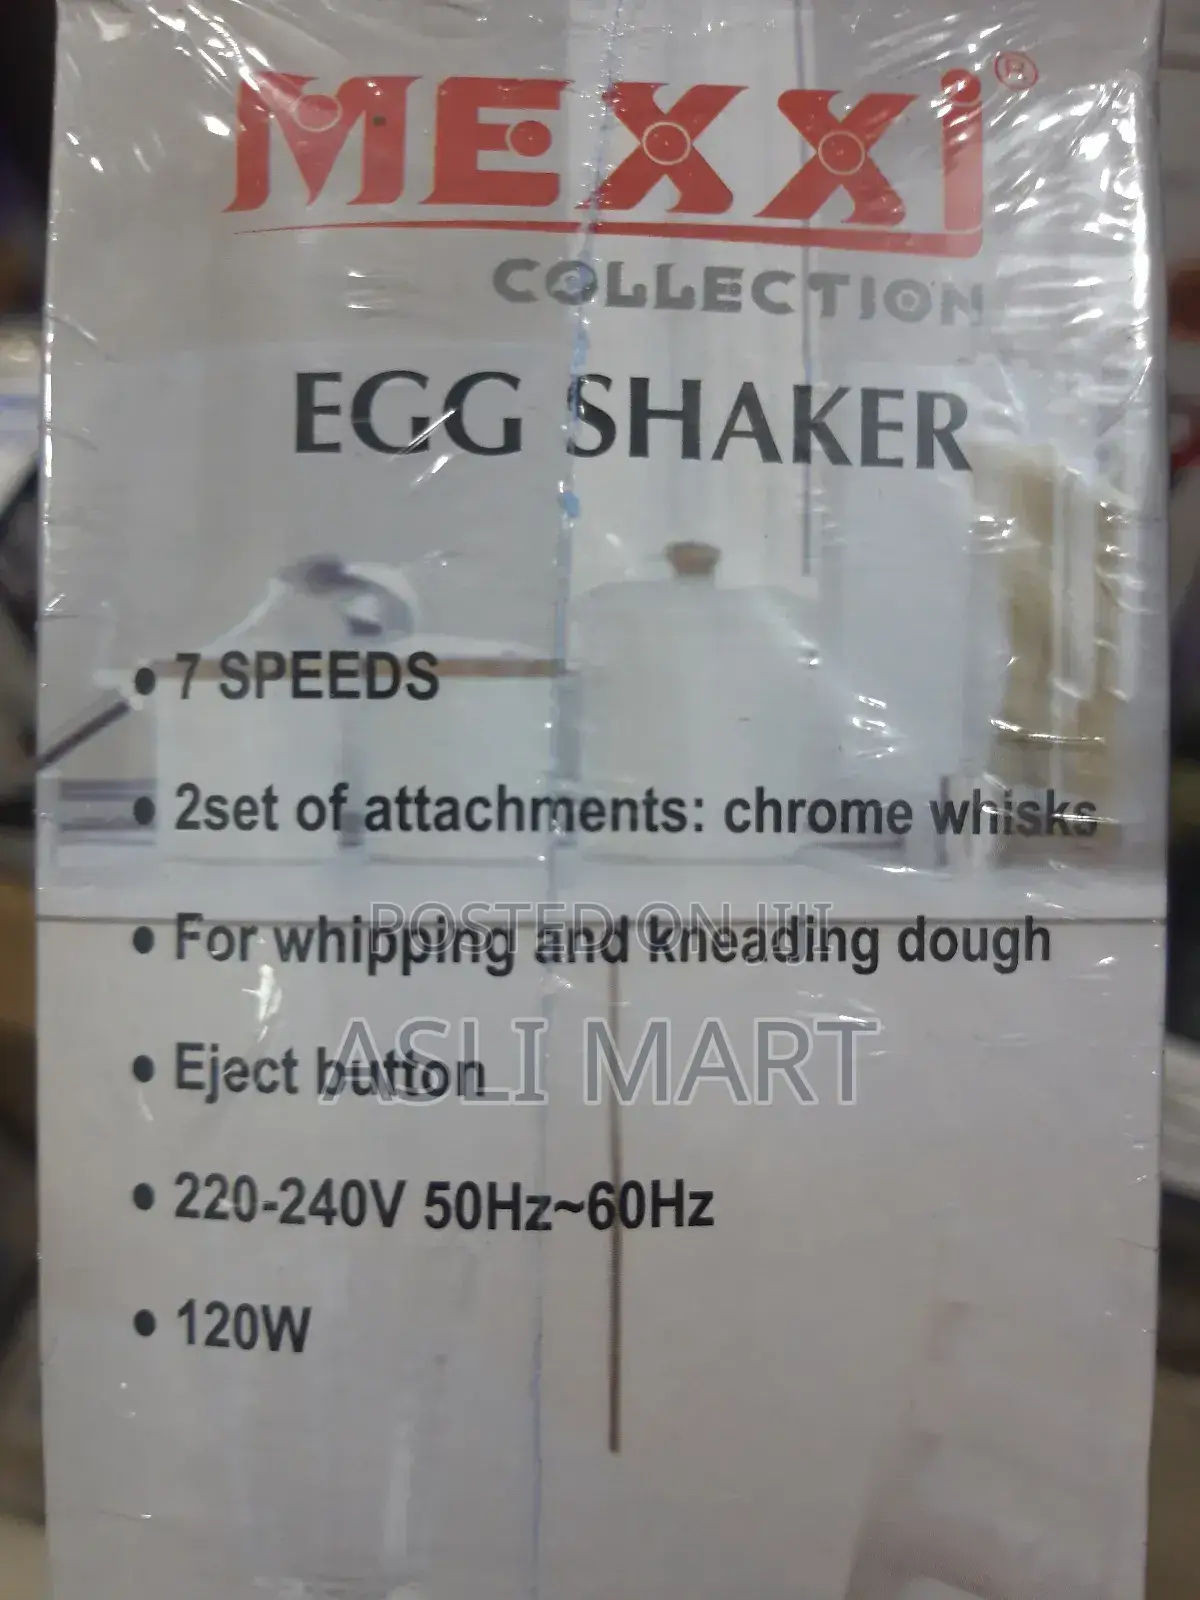 MEXXi®
COLLECTION
EGG SHAKER
• 7 SPEEDS
• 2set of attachments: chrome whisks
• For whipping and kneading dough
POSTED ON JIJI
ASLI MART
• Eject button
• 220-240V 50Hz~60Hz
• 120W